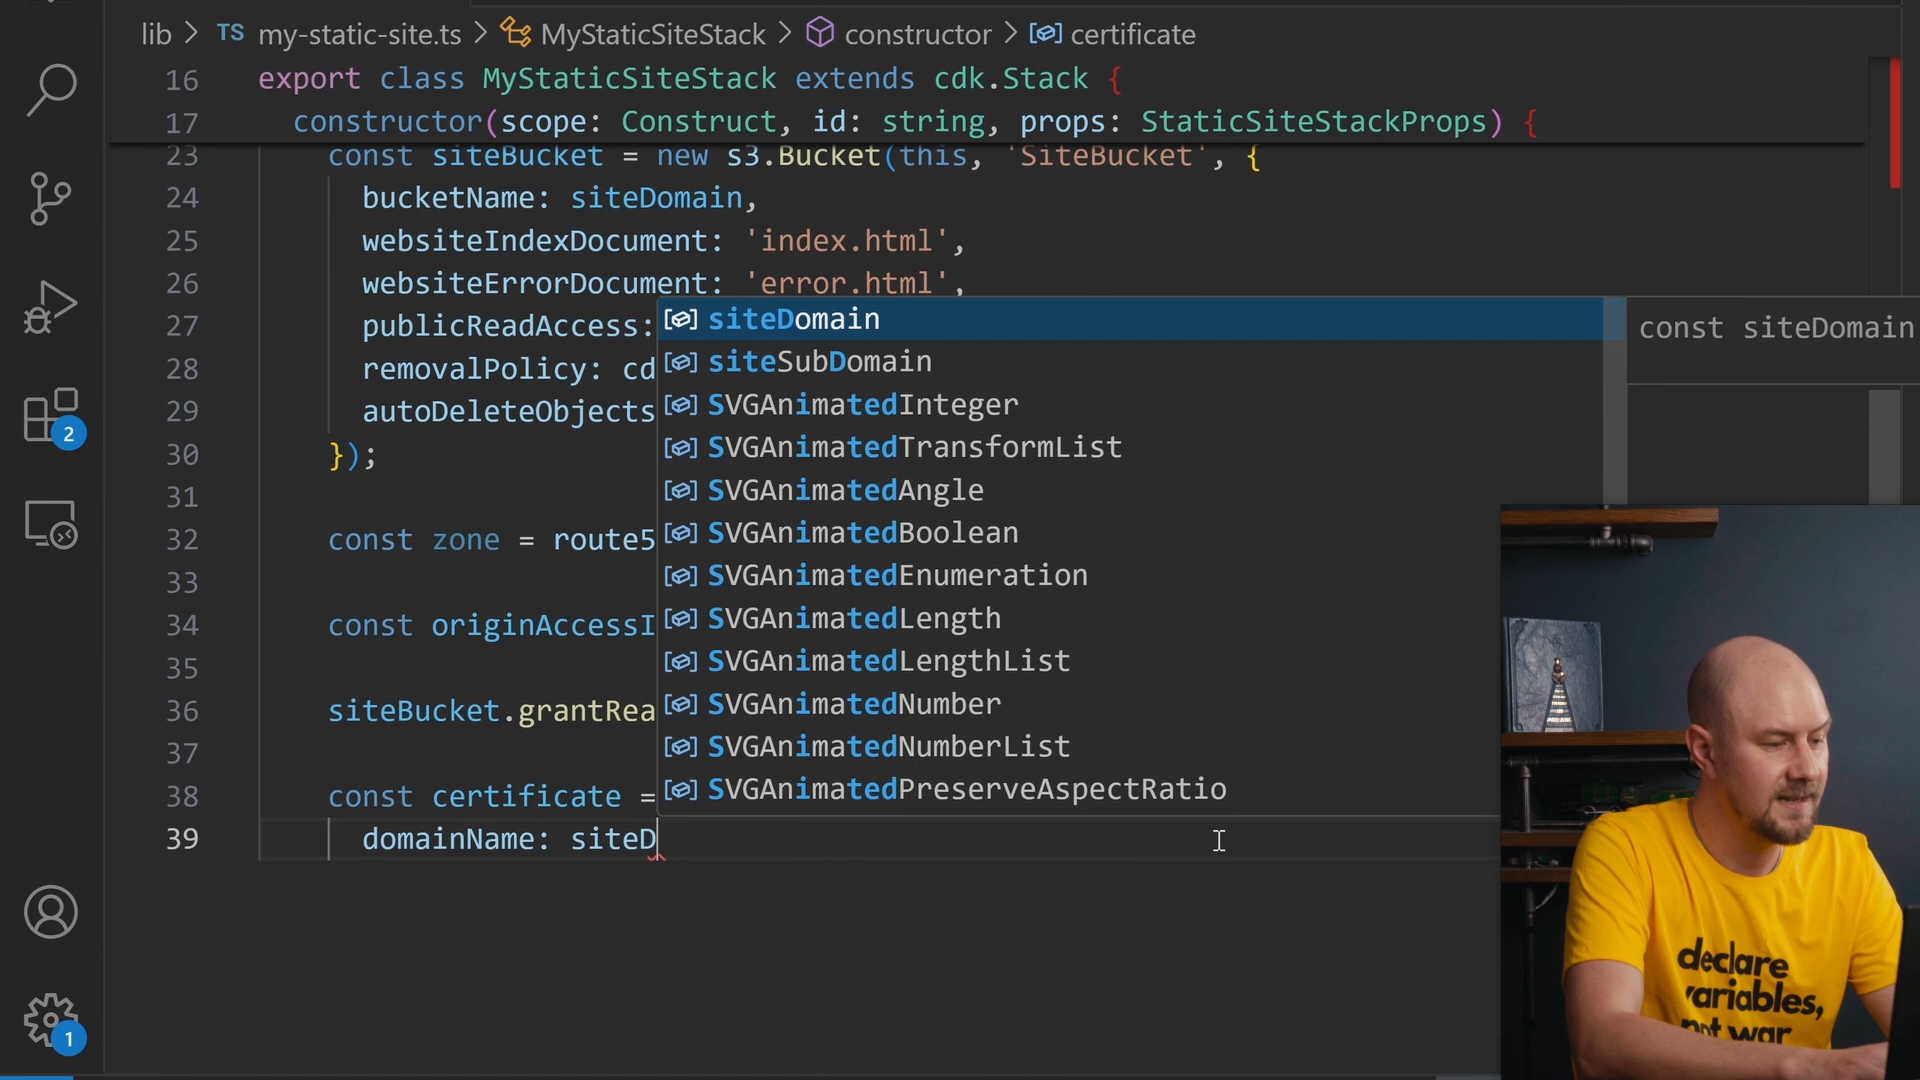 lib > TS my-static-site.ts > MyStaticSiteStack > constructor > certificate
16 export class MyStaticSiteStack extends cdk.Stack {
17 constructor(scope: Construct, id: string, props: StaticSiteStackProps) {
23 const siteBucket = new s3.Bucket(this, 'SiteBucket', {
24 bucketName: siteDomain,
25 websiteIndexDocument: 'index.html',
26 websiteErrorDocument: 'error.html',
27 publicReadAccess:
28 removalPolicy: cd
29 autoDeleteObjects
30 });
31
32 const zone = route5
33
34 const originAccessI
35
36 siteBucket.grantRea
37
38 const certificate =
39 domainName: siteD
siteDomain
siteSubDomain
SVGAnimatedInteger
SVGAnimatedTransformList
SVGAnimatedAngle
SVGAnimatedBoolean
SVGAnimatedEnumeration
SVGAnimatedLength
SVGAnimatedLengthList
SVGAnimatedNumber
SVGAnimatedNumberList
SVGAnimatedPreserveAspectRatio
const siteDomain
2
1
declare
variables,
not war